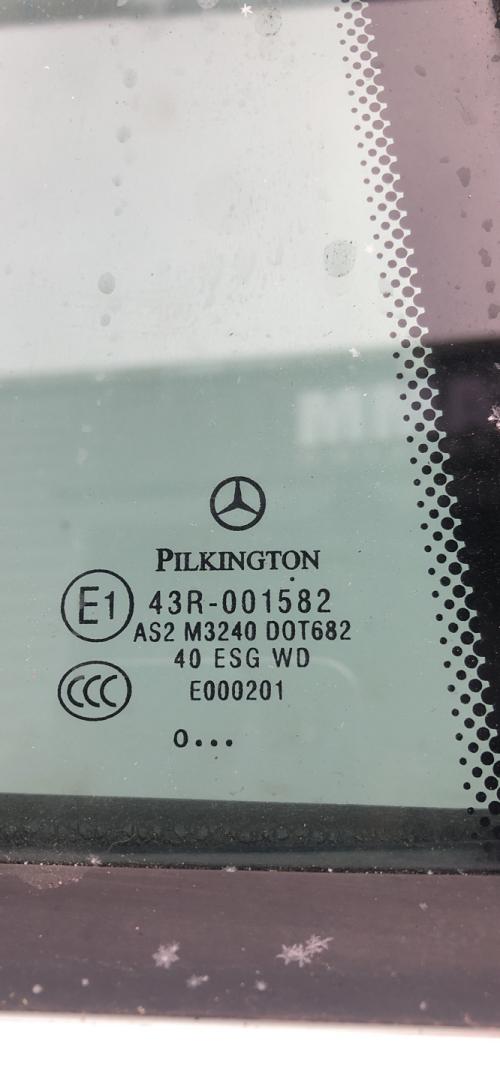 PILKINGTON
E1 43R-001582
AS2 M3240 DOT682
40 ESG WD
CCC E000201
o...